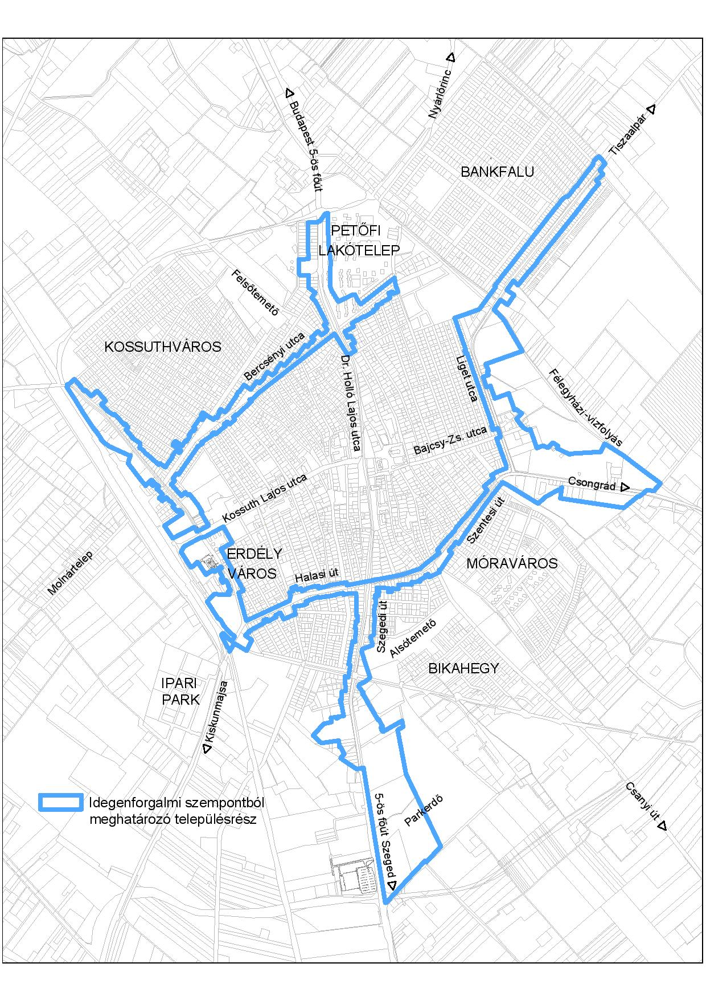 Nyárlőrinc
Budapest 5-ös főút
Tiszaalpár
BANKFALU
PETŐFI
LAKÓTELEP
Felsőtemető
KOSSUTHVÁROS
Bercsényi utca
Dr. Holló Lajos utca
Liget utca
Félegyházi-vízfolyás
Bajcsy-Zs. utca
Kossuth Lajos utca
Csongrád
Szentesi út
ERDÉLY
VÁROS
MÓRAVÁROS
Molnártelep
Halasi út
Szegedi út
Alsótemető
BIKAHEGY
IPARI
PARK
Kiskunmajsa
Csanyi út
Parkerdő
5-ös főút Szeged
Idegenforgalmi szempontból
meghatározó településrész